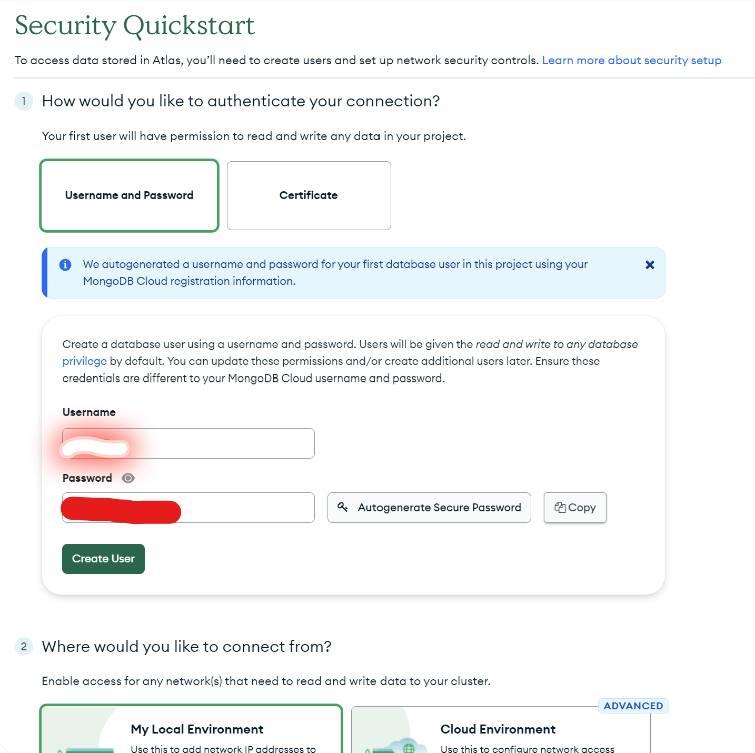 Security Quickstart
To access data stored in Atlas, you'll need to create users and set up network security controls. Learn more about security setup
1 How would you like to authenticate your connection?
Your first user will have permission to read and write any data in your project.
Username and Password
Certificate
We autogenerated a username and password for your first database user in this project using your
MongoDB Cloud registration information.
Create a database user using a username and password. Users will be given the read and write to any database
privilege by default. You can update these permissions and/or create additional users later. Ensure these
credentials are different to your MongoDB Cloud username and password.
Username
Password
Autogenerate Secure Password
Copy
Create User
2 Where would you like to connect from?
Enable access for any network(s) that need to read and write data to your cluster.
ADVANCED
My Local Environment
Use this to add network IP addresses to
Cloud Environment
Use this to configure network access